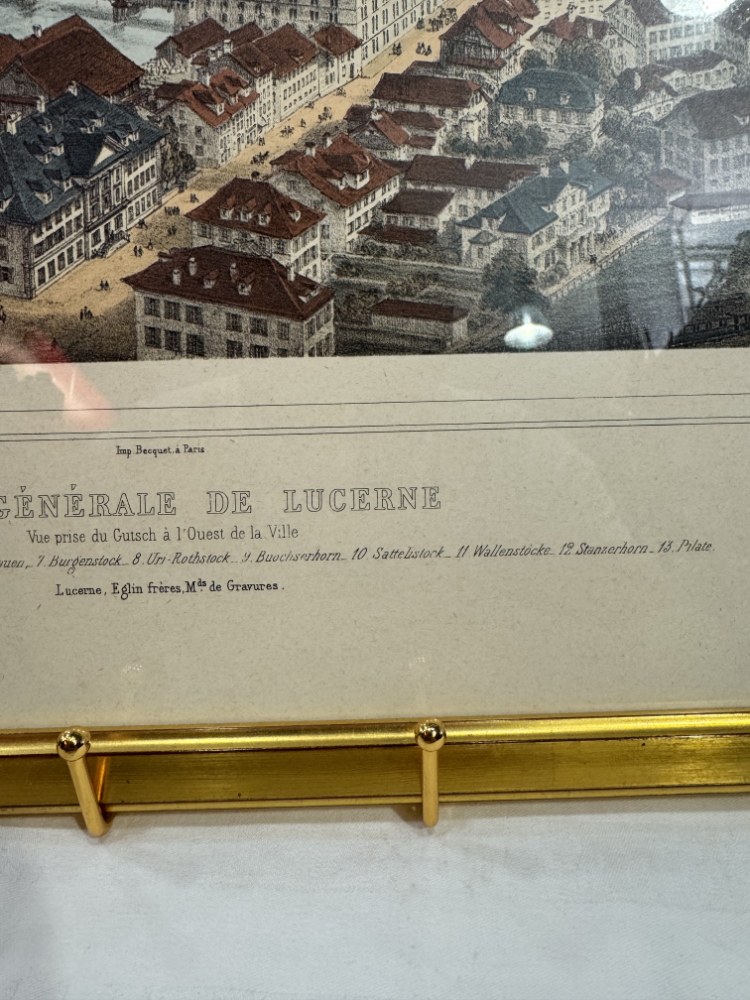 Imp. Becquet à Paris
GÉNÉRALE DE LUCERNE
Vue prise du Gutsch à l'Ouest de la Ville
7. Burgenstock _ 8. Uri-Rothstock _ 9. Buochserhorn _ 10 Sattelistock _ 11 Wallenstöcke _ 12. Stanzerhorn _ 13. Pilate.
Lucerne, Eglin frères, Mds. de Gravures.